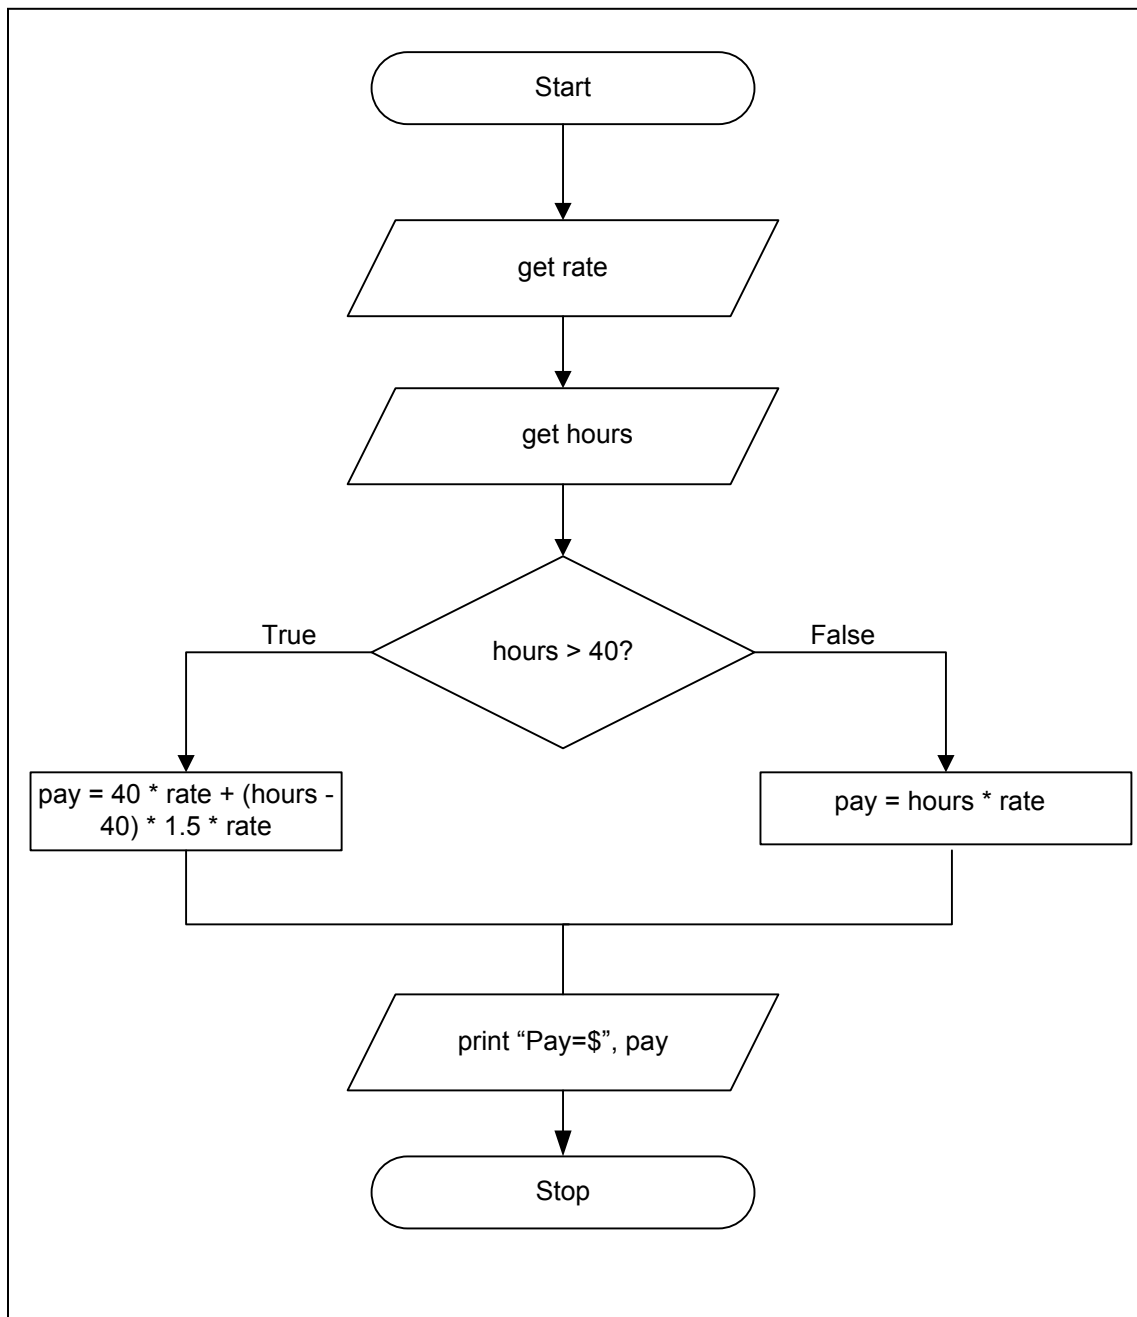 Start
get rate
get hours
True
False
hours > 40?
pay = 40 * rate + (hours -
40) * 1.5 * rate
pay = hours * rate
print “Pay=$”, pay
Stop